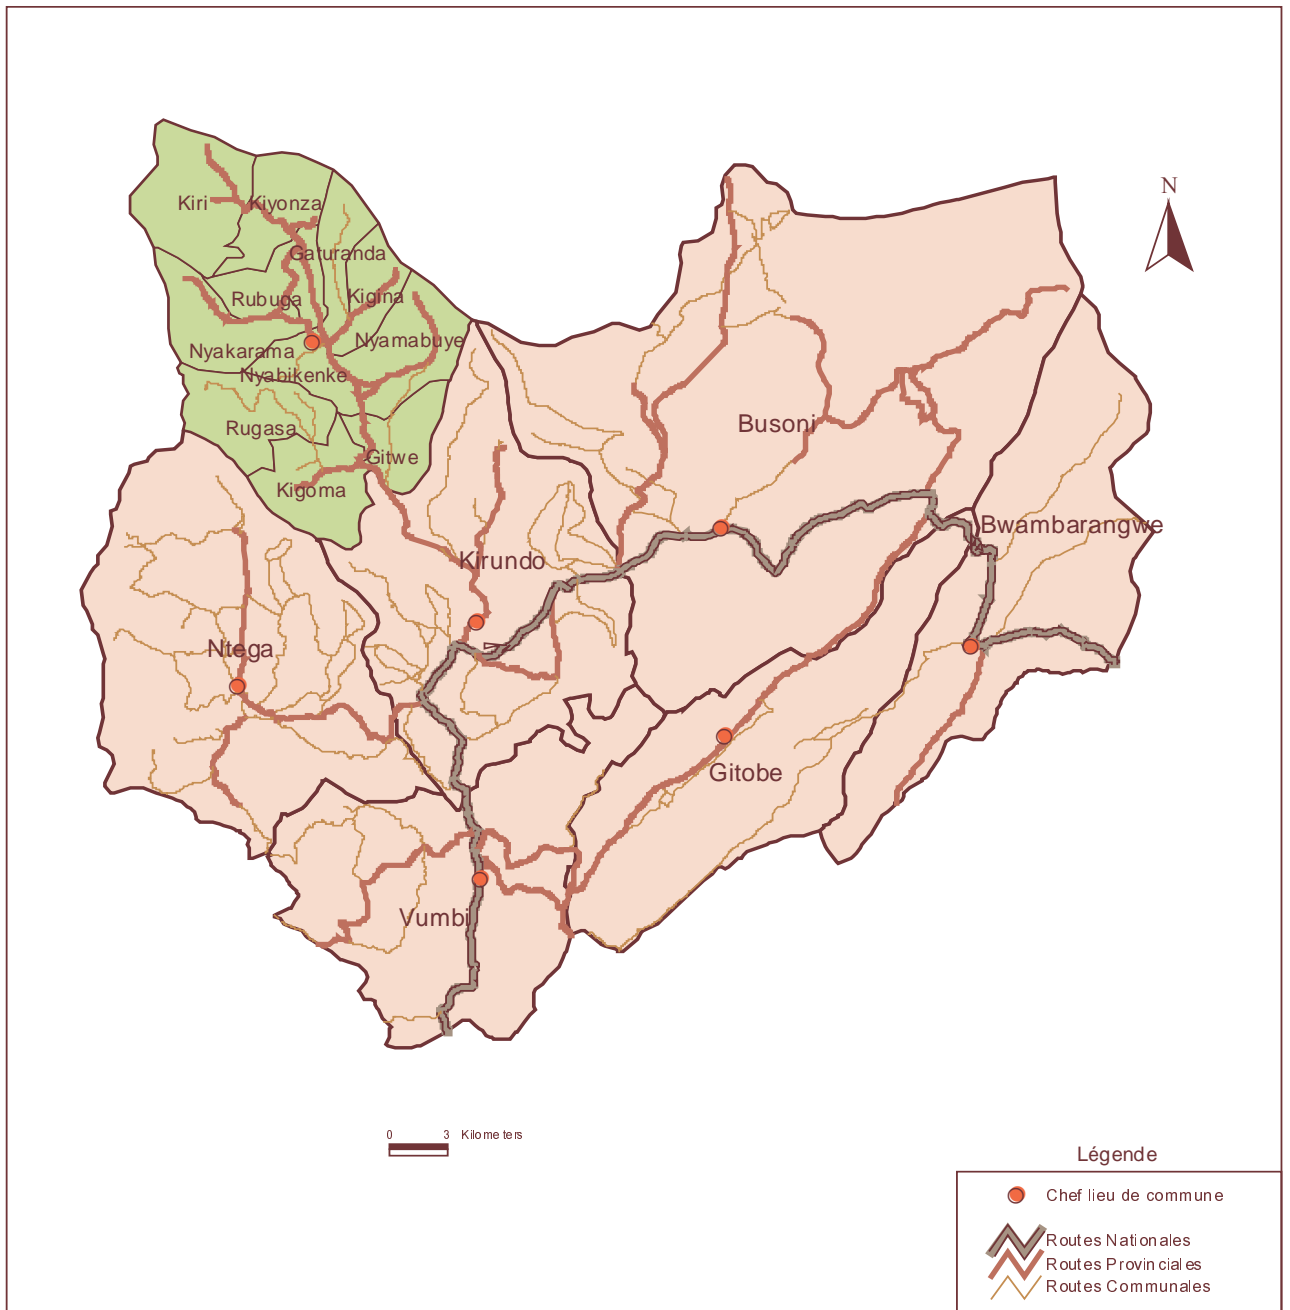 N
Kiri
Kiyonza
Gaturanda
Rubuga
Kigina
Nyamabuye
Nyakarama
Nyabikenke
Rugasa
Gitwe
Kigoma
Busoni
Bwambarangwe
Kirundo
Ntega
Gitobe
Vumbi
0 3 Kilometers
Légende
Chef lieu de commune
Routes Nationales
Routes Provinciales
Routes Communales